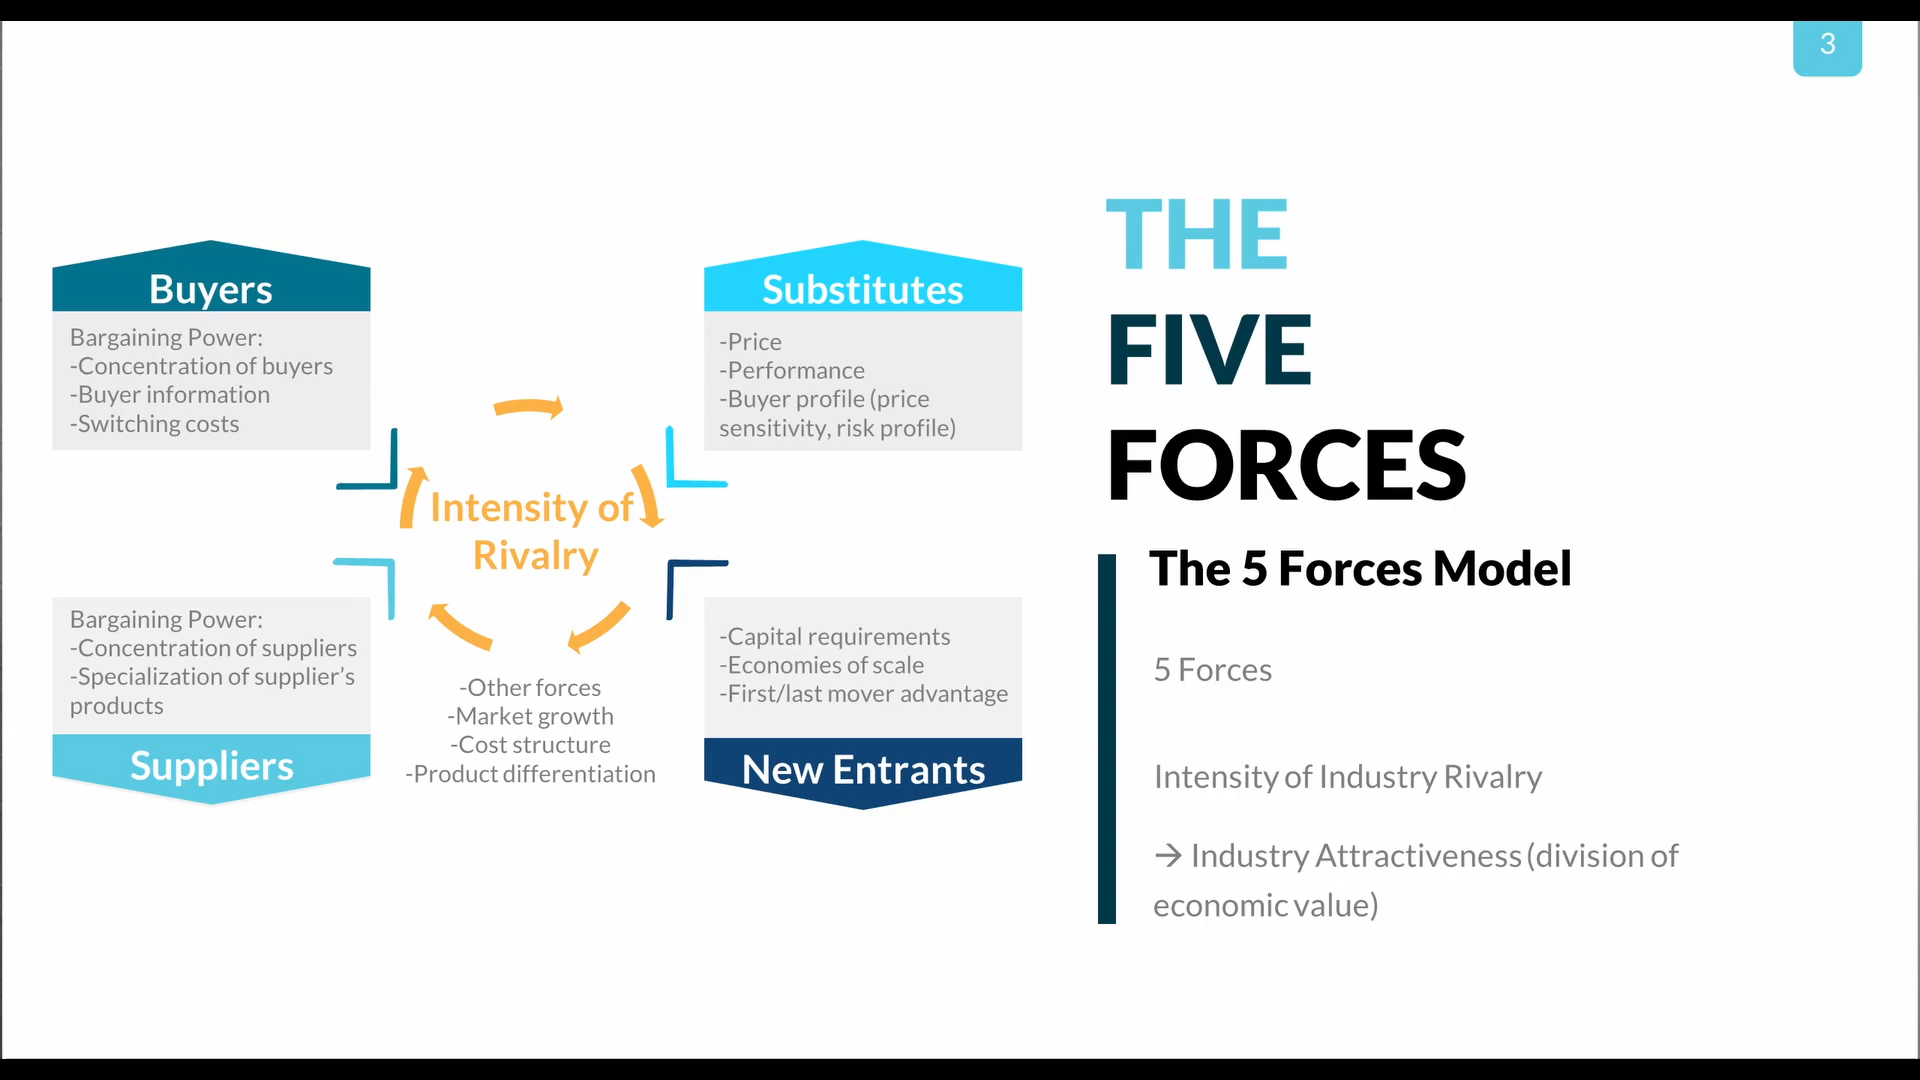 3
Buyers
Bargaining Power:
-Concentration of buyers
-Buyer information
-Switching costs
Substitutes
-Price
-Performance
-Buyer profile (price
sensitivity, risk profile)
Intensity of
Rivalry
Bargaining Power:
-Concentration of suppliers
-Specialization of supplier’s
products
Suppliers
-Other forces
-Market growth
-Cost structure
-Product differentiation
-Capital requirements
-Economies of scale
-First/last mover advantage
New Entrants
THE
FIVE
FORCES
The 5 Forces Model
5 Forces
Intensity of Industry Rivalry
→ Industry Attractiveness (division of
economic value)